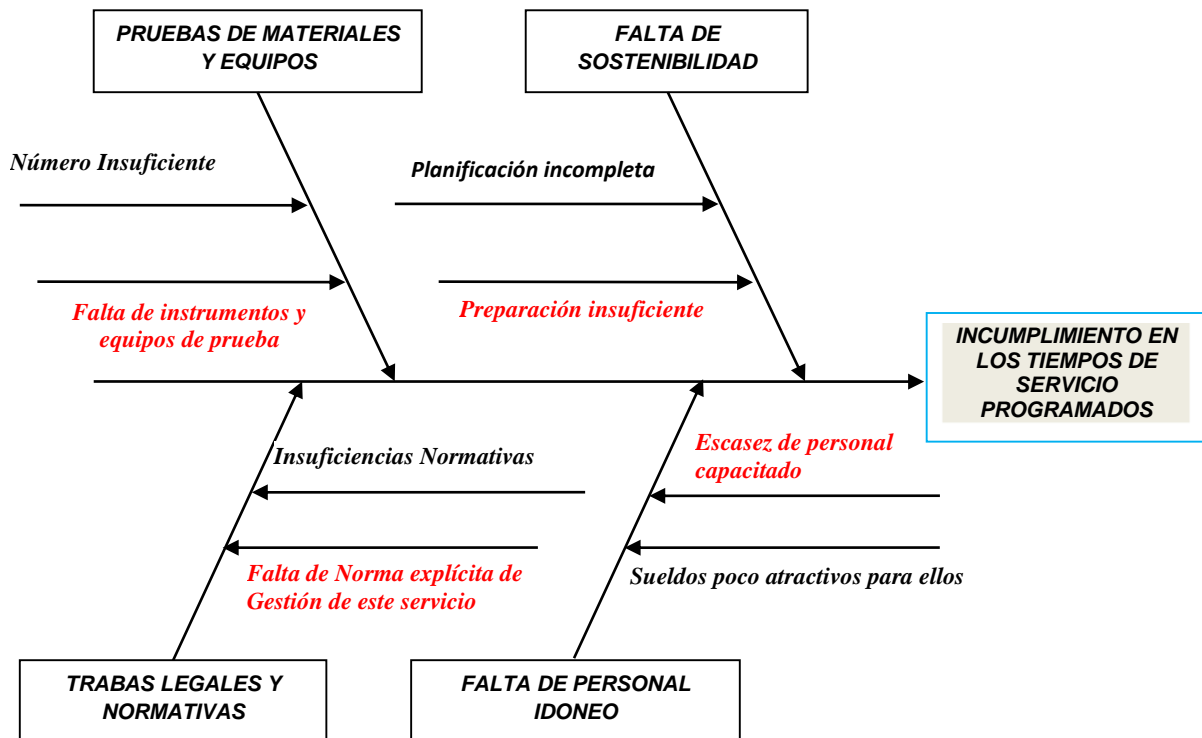 PRUEBAS DE MATERIALES
Y EQUIPOS
FALTA DE
SOSTENIBILIDAD
Número Insuficiente
Planificación incompleta
Falta de instrumentos y
equipos de prueba
Preparación insuficiente
INCUMPLIMIENTO EN
LOS TIEMPOS DE
SERVICIO
PROGRAMADOS
Insuficiencias Normativas
Escasez de personal
capacitado
Falta de Norma explícita de
Gestión de este servicio
Sueldos poco atractivos para ellos
TRABAS LEGALES Y
NORMATIVAS
FALTA DE PERSONAL
IDONEO